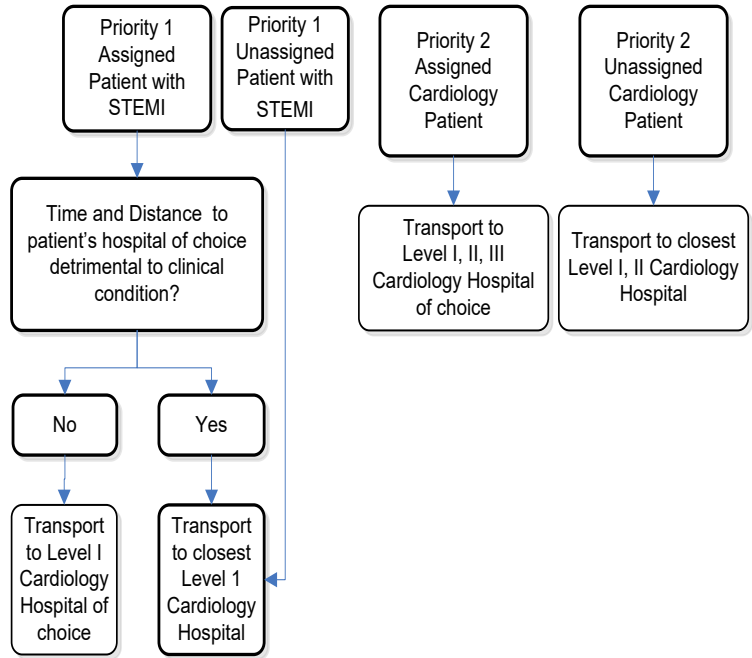 Priority 1
Assigned
Patient with
STEMI
Priority 1
Unassigned
Patient with
STEMI
Priority 2
Assigned
Cardiology
Patient
Priority 2
Unassigned
Cardiology
Patient
Time and Distance to
patient's hospital of choice
detrimental to clinical
condition?
Transport to
Level I, II, III
Cardiology Hospital
of choice
Transport to closest
Level I, II Cardiology
Hospital
No
Yes
Transport
to Level I
Cardiology
Hospital of
choice
Transport
to closest
Level 1
Cardiology
Hospital